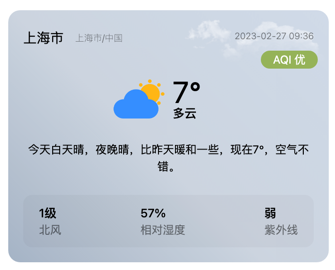 上海市 上海市/中国 2023-02-27 09:36
AQI 优
7°
多云
今天白天晴，夜晚晴，比昨天暖和一些，现在7°，空气不
错。
1级 57% 弱
北风 相对湿度 紫外线